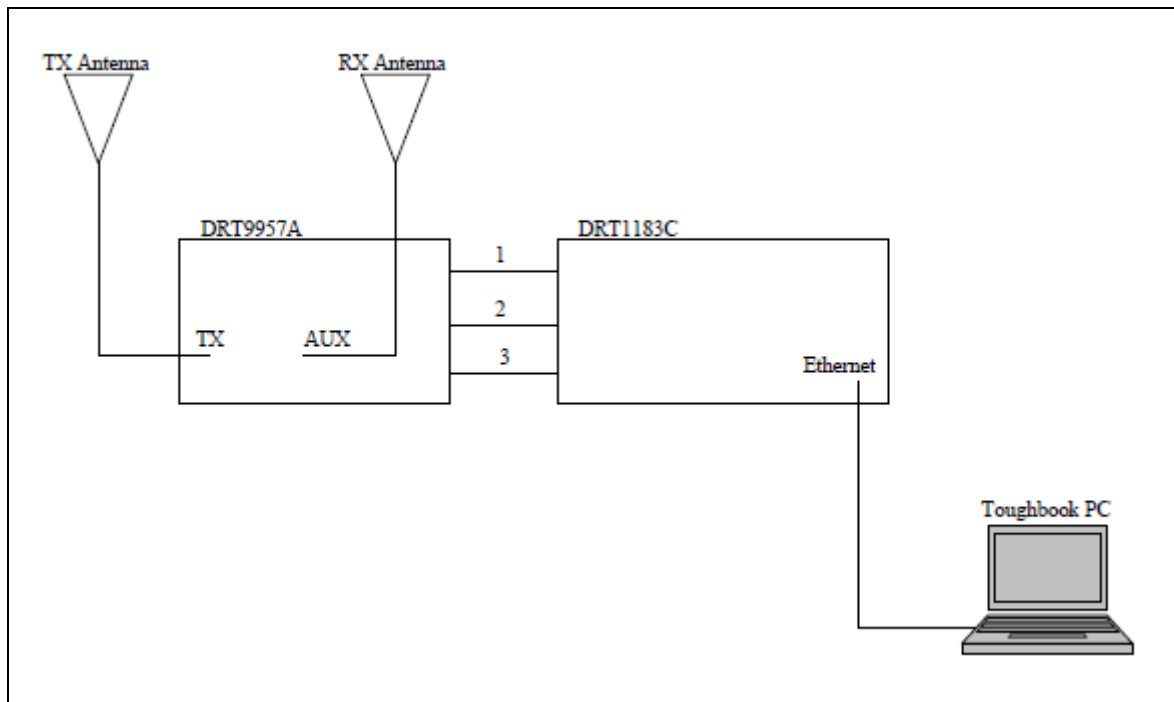 TX Antenna
RX Antenna
DRT9957A
DRT1183C
1
2
3
TX
AUX
Ethernet
Toughbook PC